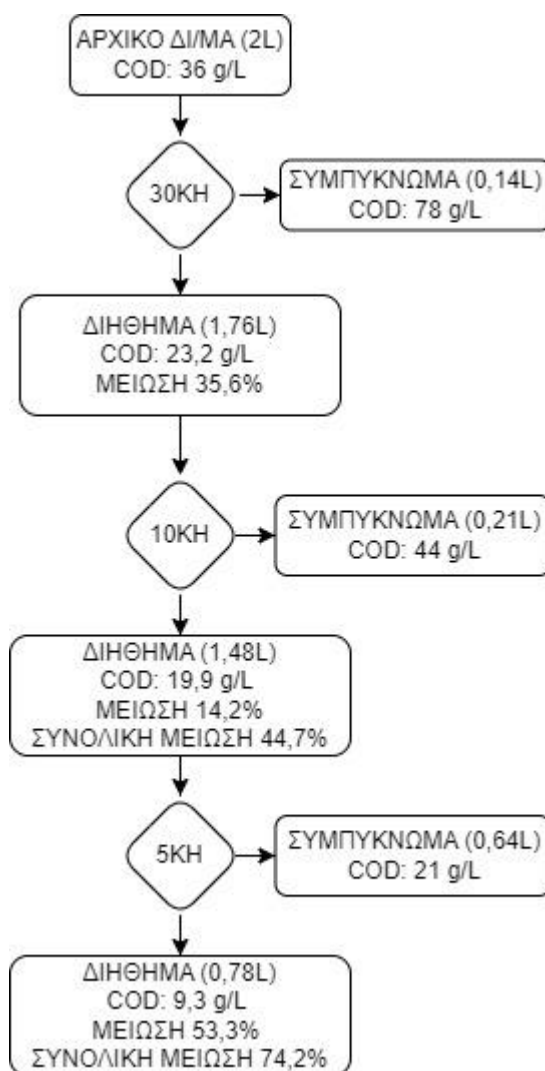 ΑΡΧΙΚΟ ΔΙ/ΜΑ (2L)
COD: 36 g/L
30KH
ΣΥΜΠΥΚΝΩΜΑ (0,14L)
COD: 78 g/L
ΔΙΗΘΗΜΑ (1,76L)
COD: 23,2 g/L
ΜΕΙΩΣΗ 35,6%
10KH
ΣΥΜΠΥΚΝΩΜΑ (0,21L)
COD: 44 g/L
ΔΙΗΘΗΜΑ (1,48L)
COD: 19,9 g/L
ΜΕΙΩΣΗ 14,2%
ΣΥΝΟΛΙΚΗ ΜΕΙΩΣΗ 44,7%
5KH
ΣΥΜΠΥΚΝΩΜΑ (0,64L)
COD: 21 g/L
ΔΙΗΘΗΜΑ (0,78L)
COD: 9,3 g/L
ΜΕΙΩΣΗ 53,3%
ΣΥΝΟΛΙΚΗ ΜΕΙΩΣΗ 74,2%